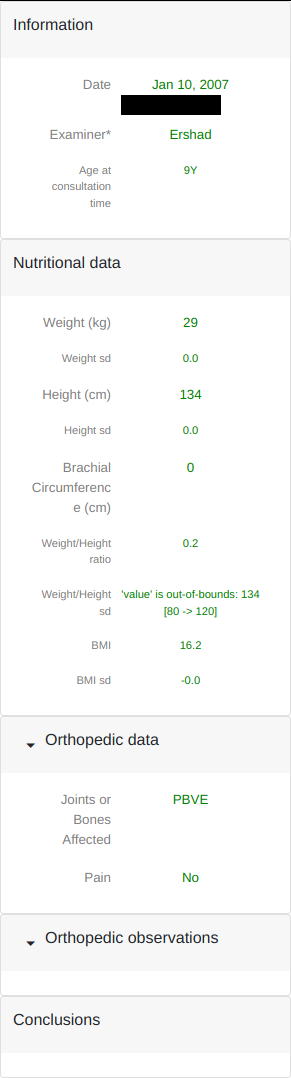 Information
Date Jan 10, 2007
Examiner* Ershad
Age at 9Y
consultation
time
Nutritional data
Weight (kg) 29
Weight sd 0.0
Height (cm) 134
Height sd 0.0
Brachial 0
Circumferenc
e (cm)
Weight/Height 0.2
ratio
Weight/Height 'value' is out-of-bounds: 134
sd [80 -> 120]
BMI 16.2
BMI sd -0.0
Orthopedic data
Joints or PBVE
Bones
Affected
Pain No
Orthopedic observations
Conclusions